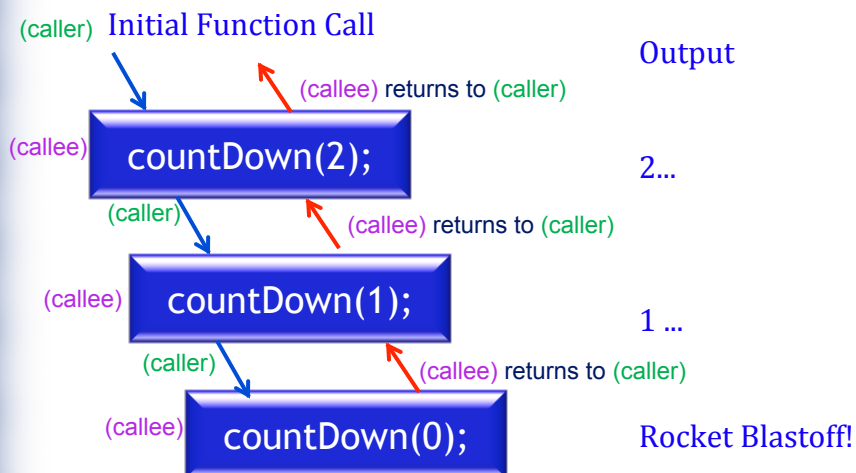 (caller) Initial Function Call
Output
(callee) returns to (caller)
(callee) countDown(2); 2...
(caller) (callee) returns to (caller)
(callee) countDown(1); 1 ...
(caller) (callee) returns to (caller)
(callee) countDown(0); Rocket Blastoff!